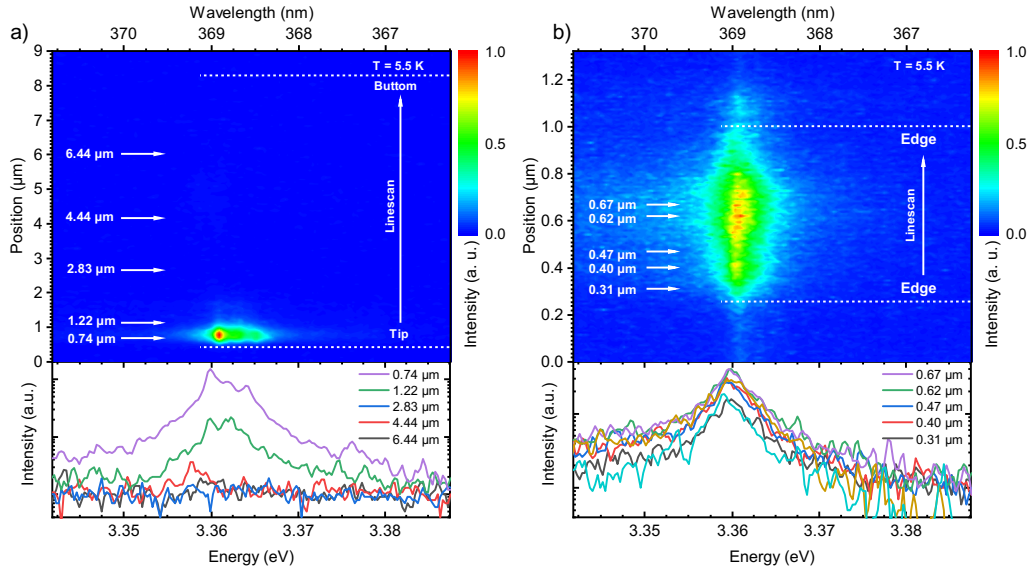 a)
Wavelength (nm)
370 369 368 367
9
8
7
6
5
4
3
2
1
0
Position (µm)
T = 5.5 K
Buttom
Linescan
Tip
6.44 µm
4.44 µm
2.83 µm
1.22 µm
0.74 µm
1.0
0.5
0.0
Intensity (a. u.)
Intensity (a.u.)
0.74 µm
1.22 µm
2.83 µm
4.44 µm
6.44 µm
3.35 3.36 3.37 3.38
Energy (eV)
b)
Wavelength (nm)
370 369 368 367
1.2
1.0
0.8
0.6
0.4
0.2
0.0
Position (µm)
T = 5.5 K
Edge
Linescan
Edge
0.67 µm
0.62 µm
0.47 µm
0.40 µm
0.31 µm
1.0
0.5
0.0
Intensity (a. u.)
Intensity (a.u.)
0.67 µm
0.62 µm
0.47 µm
0.40 µm
0.31 µm
3.35 3.36 3.37 3.38
Energy (eV)